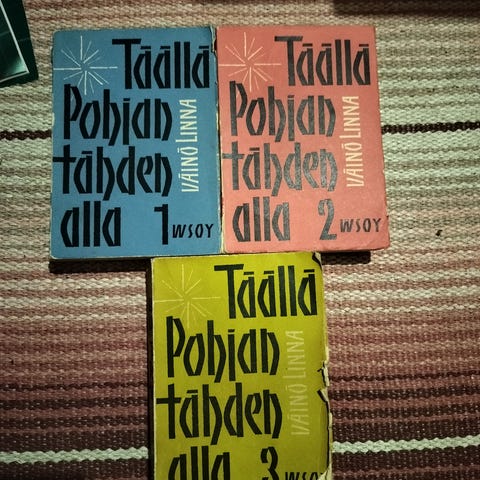 Täällä
Pohjan
tähden
alla 1
VÄINÖ LINNA
WSOY
Täällä
Pohjan
tähden
alla 2
VÄINÖ LINNA
WSOY
Täällä
Pohjan
tähden
alla 3
VÄINÖ LINNA
WSOY